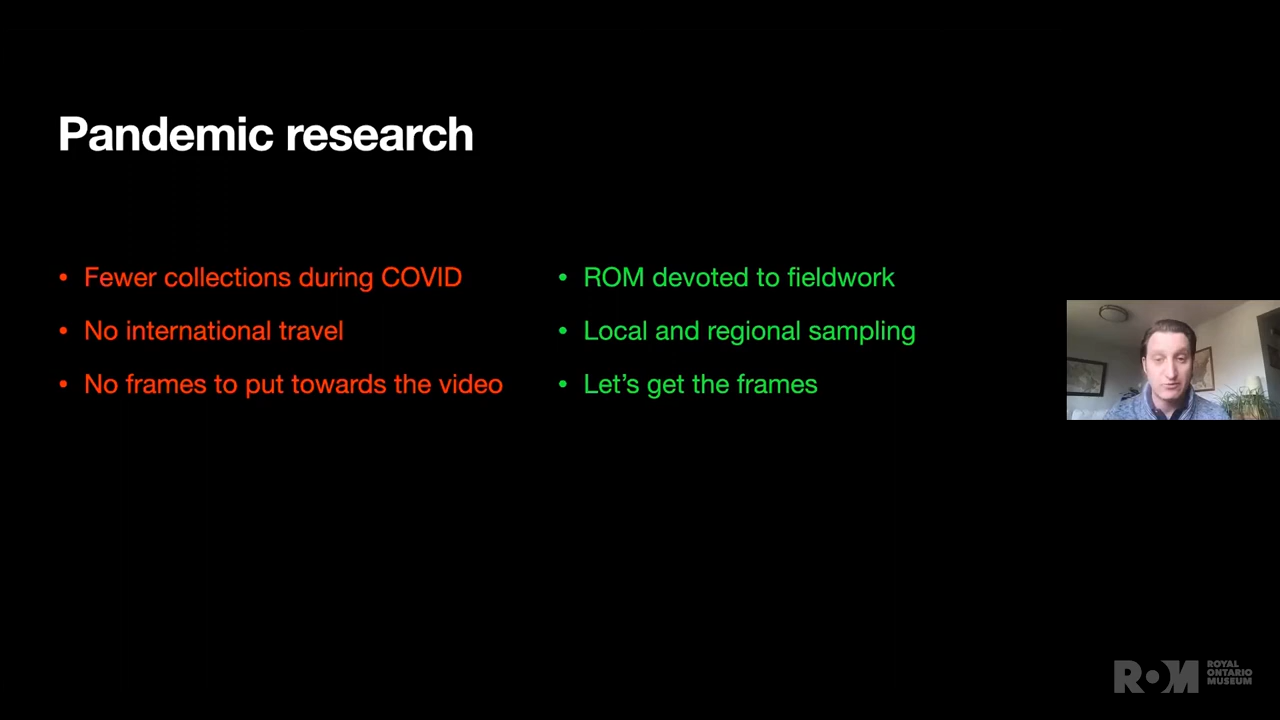 Pandemic research
• Fewer collections during COVID
• No international travel
• No frames to put towards the video
• ROM devoted to fieldwork
• Local and regional sampling
• Let’s get the frames
ROM
ROYAL
ONTARIO
MUSEUM